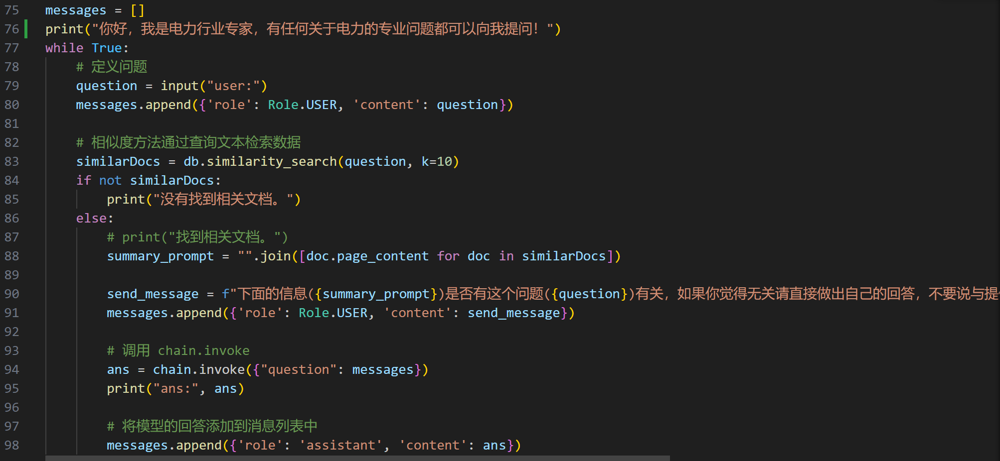 75 messages = []
76 print("你好，我是电力行业专家，有任何关于电力的专业问题都可以向我提问！")
77 while True:
78     # 定义问题
79     question = input("user:")
80     messages.append({'role': Role.USER, 'content': question})
81
82     # 相似度方法通过查询文本检索数据
83     similarDocs = db.similarity_search(question, k=10)
84     if not similarDocs:
85         print("没有找到相关文档。")
86     else:
87         # print("找到相关文档。")
88         summary_prompt = "".join([doc.page_content for doc in similarDocs])
89
90         send_message = f"下面的信息({summary_prompt})是否有这个问题({question})有关，如果你觉得无关请直接做出自己的回答，不要说与提
91         messages.append({'role': Role.USER, 'content': send_message})
92
93         # 调用 chain.invoke
94         ans = chain.invoke({"question": messages})
95         print("ans:", ans)
96
97         # 将模型的回答添加到消息列表中
98         messages.append({'role': 'assistant', 'content': ans})